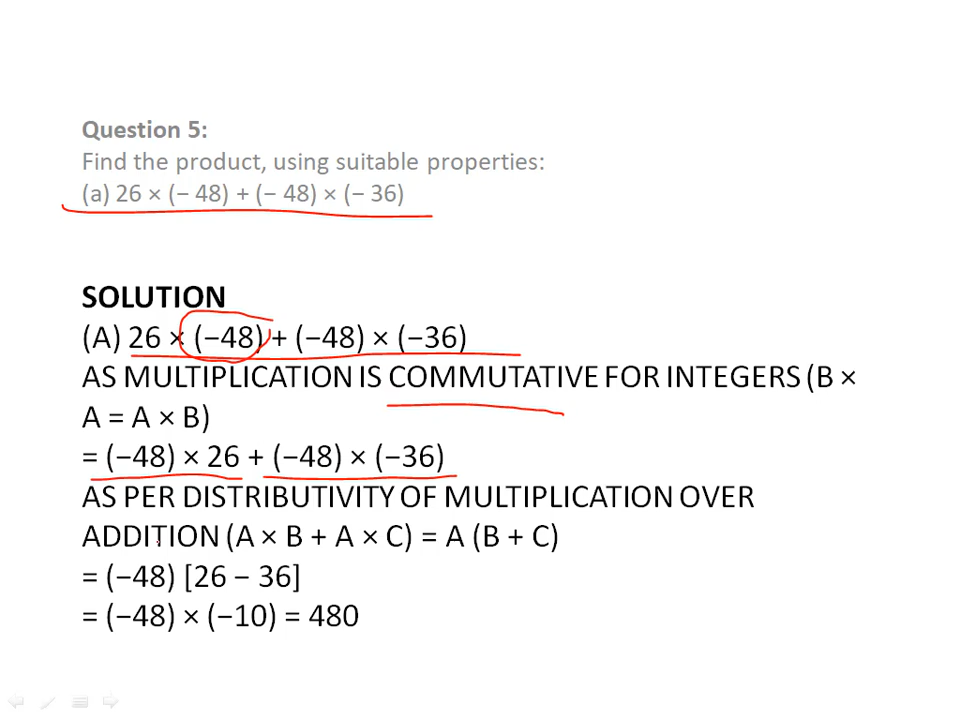 Question 5:
Find the product, using suitable properties:
(a) 26 × (− 48) + (− 48) × (− 36)
SOLUTION
(A) 26 × (−48) + (−48) × (−36)
AS MULTIPLICATION IS COMMUTATIVE FOR INTEGERS (B ×
A = A × B)
= (−48) × 26 + (−48) × (−36)
AS PER DISTRIBUTIVITY OF MULTIPLICATION OVER
ADDITION (A × B + A × C) = A (B + C)
= (−48) [26 − 36]
= (−48) × (−10) = 480